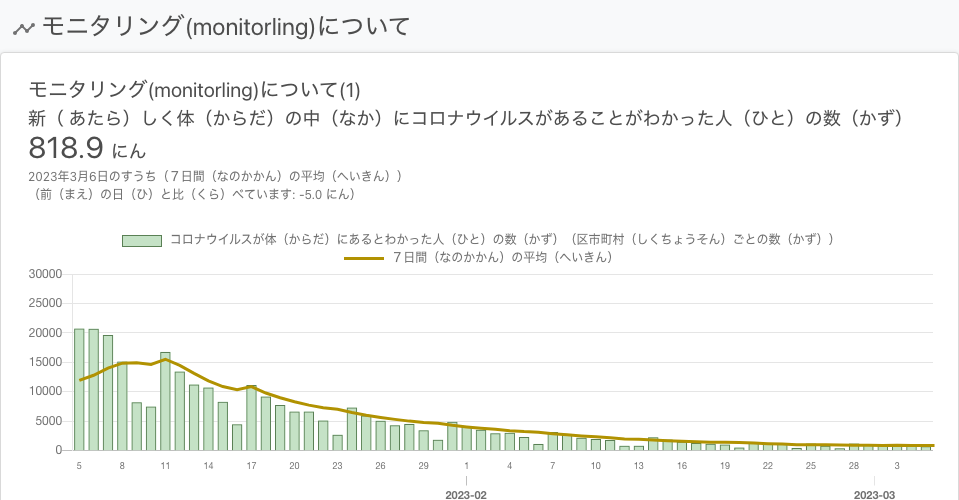 モニタリング(monitorling)について
モニタリング(monitorling)について(1)
新（ あたら）しく体（からだ）の中（なか）にコロナウイルスがあることがわかった人（ひと）の数（かず）
818.9 にん
2023年3月6日のすうち（７日間（なのかかん）の平均（へいきん））
（前（まえ）の日（ひ）と比（くら）べています: -5.0 にん）
コロナウイルスが体（からだ）にあるとわかった人（ひと）の数（かず）（区市町村（しくちょうそん）ごとの数（かず））
７日間（なのかかん）の平均（へいきん）
30000
25000
20000
15000
10000
5000
0
5 8 11 14 17 20 23 26 29 1 4 7 10 13 16 19 22 25 28 3
2023-02 2023-03